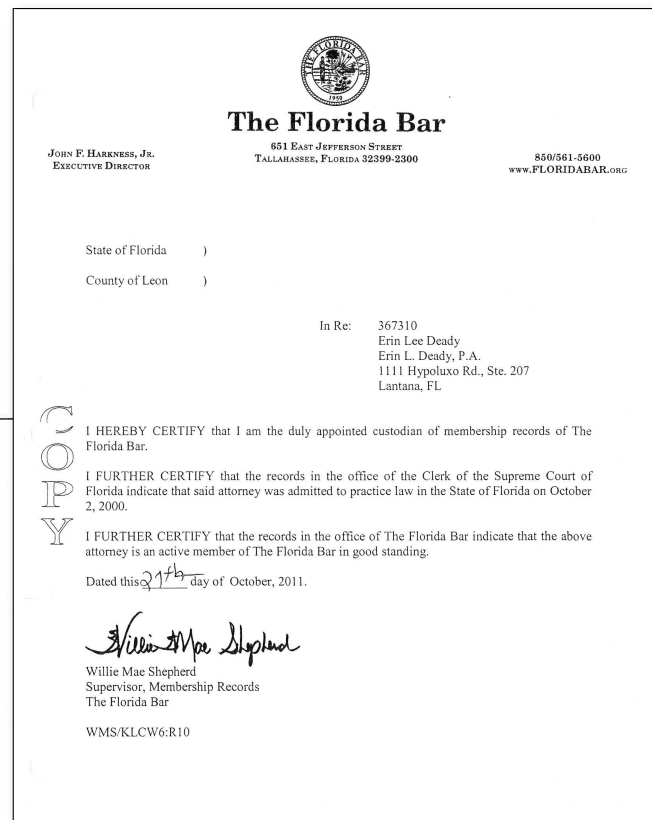 THE FLORIDA BAR
1950
The Florida Bar
651 EAST JEFFERSON STREET
TALLAHASSEE, FLORIDA 32399-2300
JOHN F. HARKNESS, JR.
EXECUTIVE DIRECTOR
850/561-5600
www.FLORIDABAR.ORG
State of Florida )
County of Leon )
In Re: 367310
Erin Lee Deady
Erin L. Deady, P.A.
1111 Hypoluxo Rd., Ste. 207
Lantana, FL
COPY
I HEREBY CERTIFY that I am the duly appointed custodian of membership records of The
Florida Bar.
I FURTHER CERTIFY that the records in the office of the Clerk of the Supreme Court of
Florida indicate that said attorney was admitted to practice law in the State of Florida on October
2, 2000.
I FURTHER CERTIFY that the records in the office of The Florida Bar indicate that the above
attorney is an active member of The Florida Bar in good standing.
Dated this 27th day of October, 2011.
Willie Mae Shepherd
Willie Mae Shepherd
Supervisor, Membership Records
The Florida Bar
WMS/KLCW6:R10